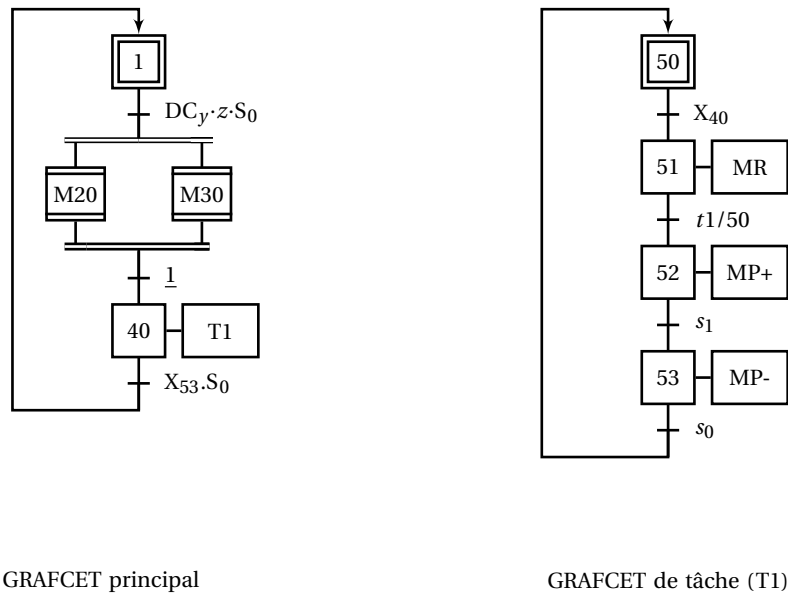 1
DCy·z·S0
M20 M30
1
40 T1
X53.S0
GRAFCET principal
50
X40
51 MR
t1/50
52 MP+
s1
53 MP-
s0
GRAFCET de tâche (T1)